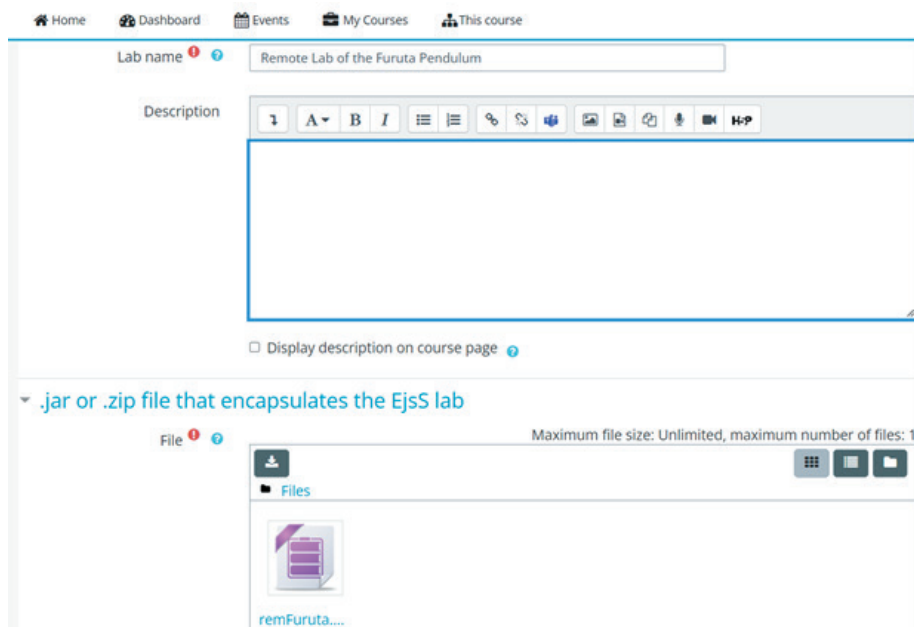 Home Dashboard Events My Courses This course
Lab name Remote Lab of the Furuta Pendulum
Description
A B I H5P
Display description on course page
.jar or .zip file that encapsulates the EjsS lab
File Maximum file size: Unlimited, maximum number of files: 1
Files
remFuruta....